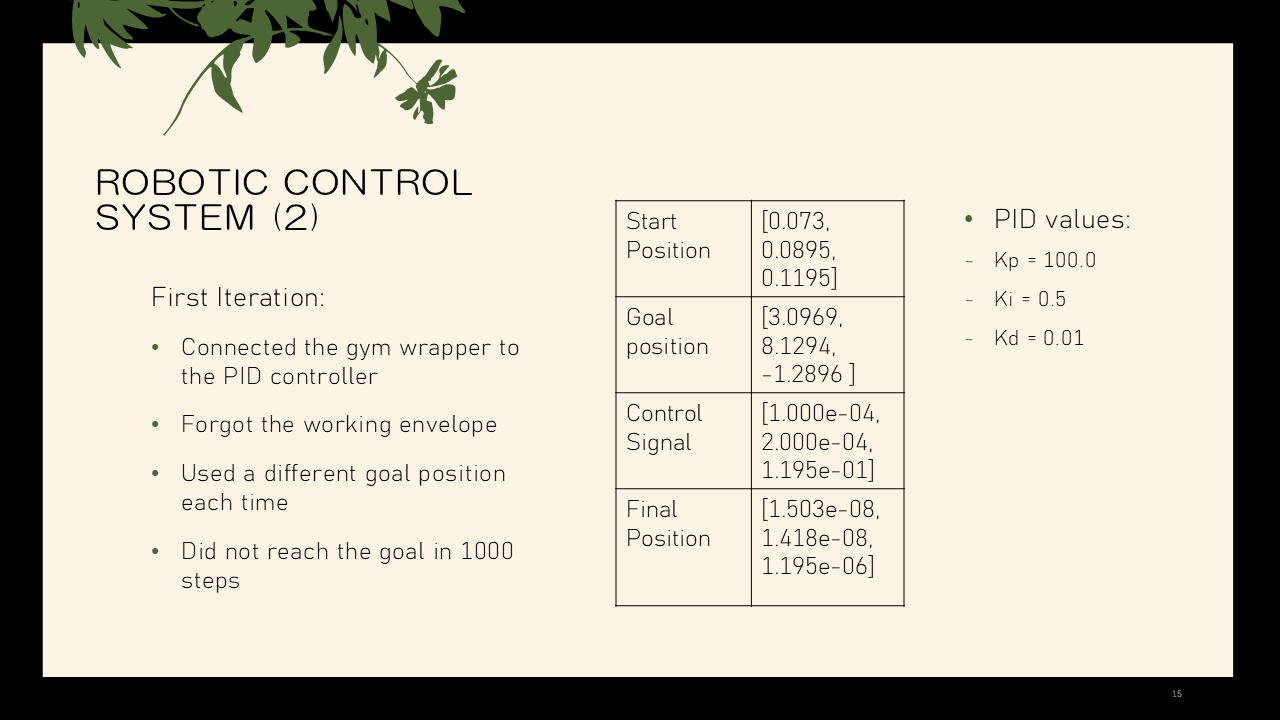 ROBOTIC CONTROL
SYSTEM (2)
First Iteration:
• Connected the gym wrapper to
the PID controller
• Forgot the working envelope
• Used a different goal position
each time
• Did not reach the goal in 1000
steps
Start
Position
[0.073,
0.0895,
0.1195]
Goal
position
[3.0969,
8.1294,
-1.2896 ]
Control
Signal
[1.000e-04,
2.000e-04,
1.195e-01]
Final
Position
[1.503e-08,
1.418e-08,
1.195e-06]
• PID values:
– Kp = 100.0
– Ki = 0.5
– Kd = 0.01
15